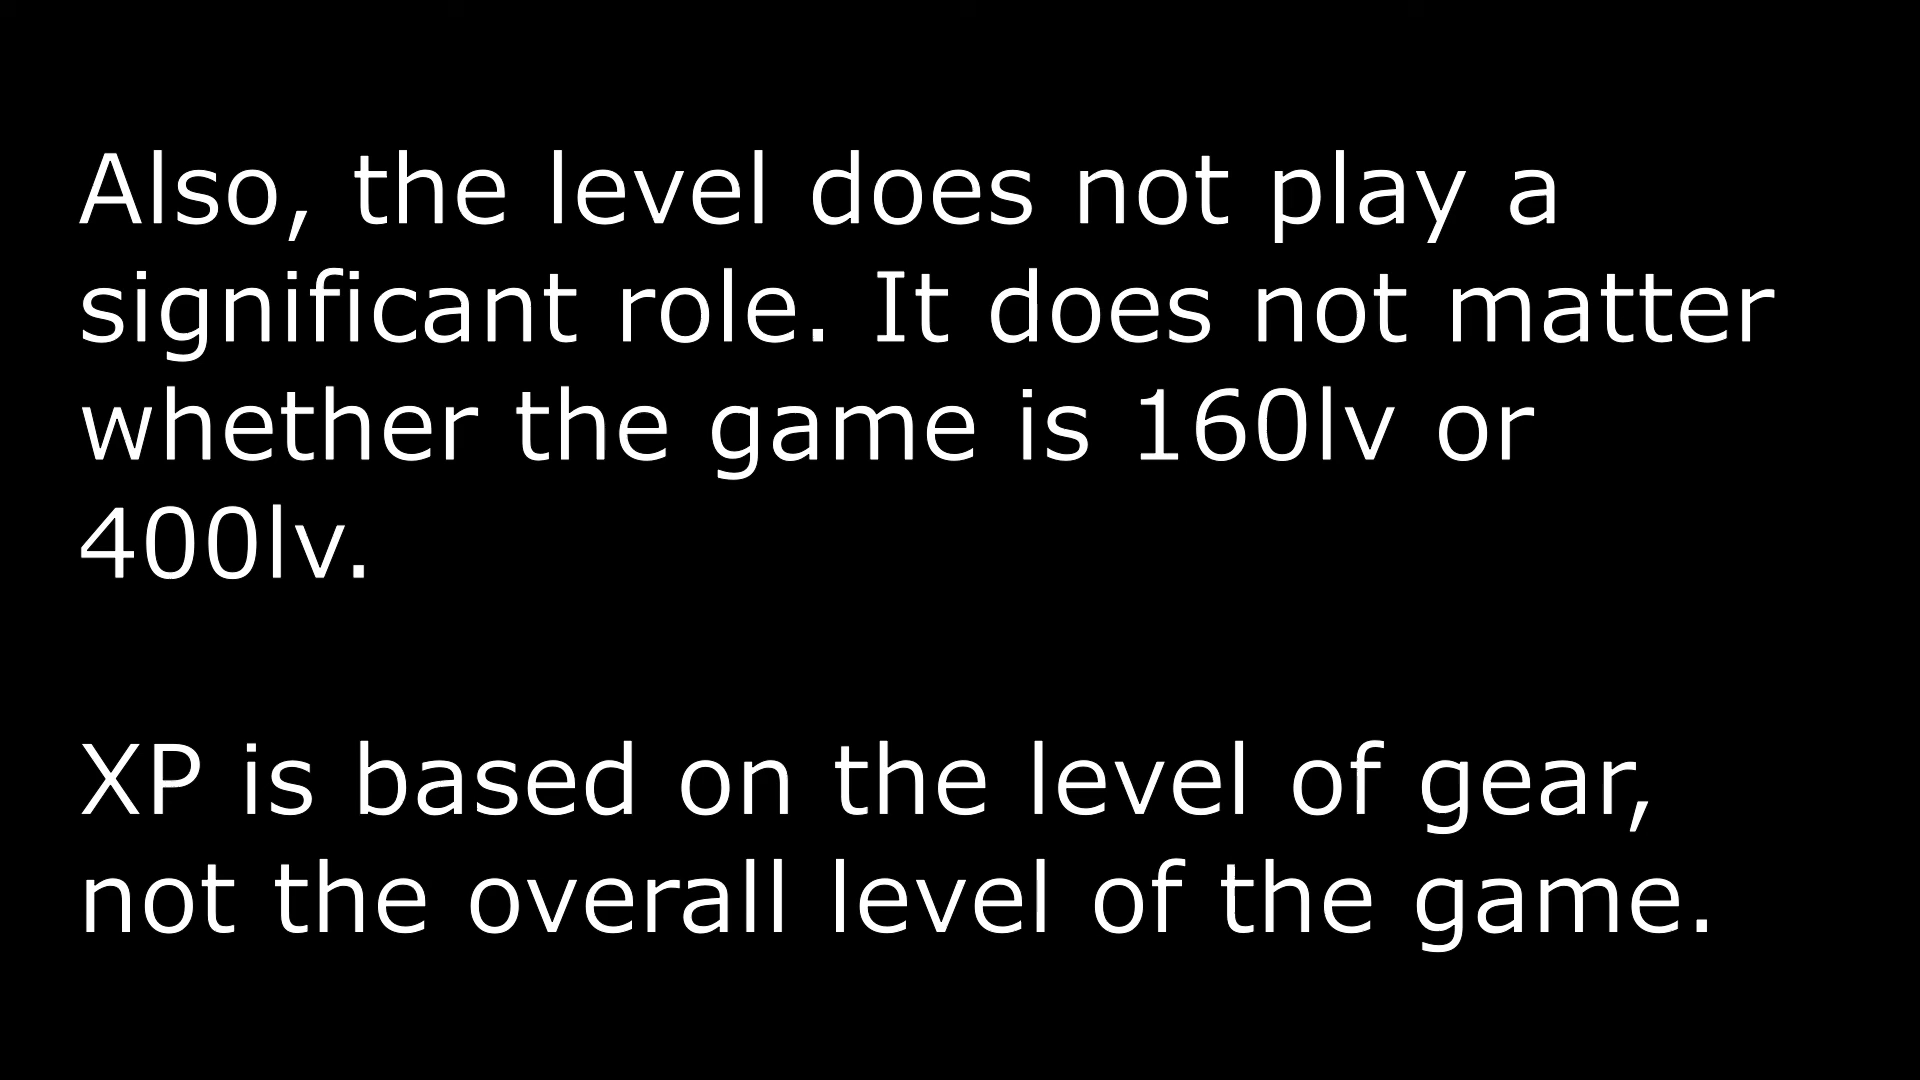 Also, the level does not play a
significant role. It does not matter
whether the game is 160lv or
400lv.
XP is based on the level of gear,
not the overall level of the game.